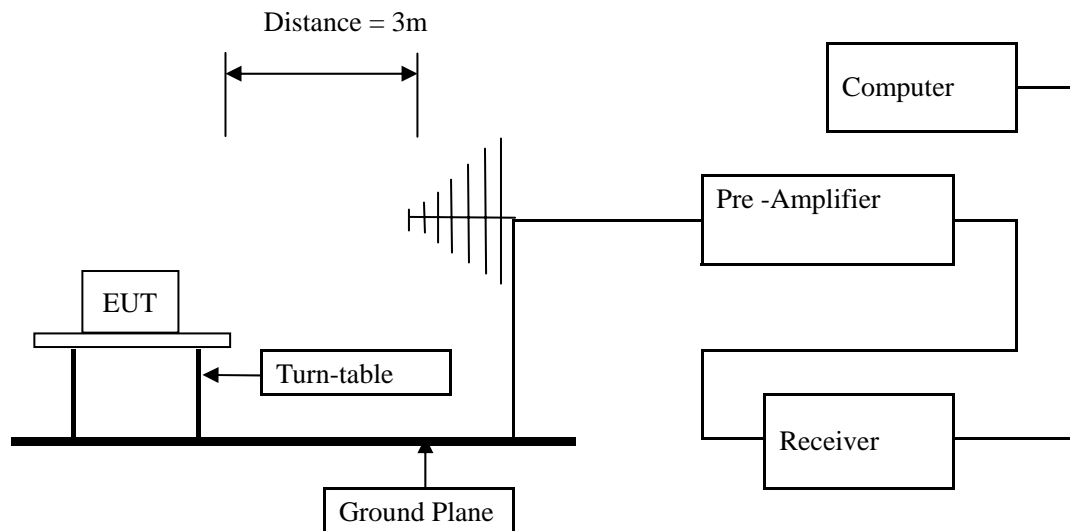 Distance = 3m
Computer
Pre -Amplifier
EUT
Turn-table
Receiver
Ground Plane